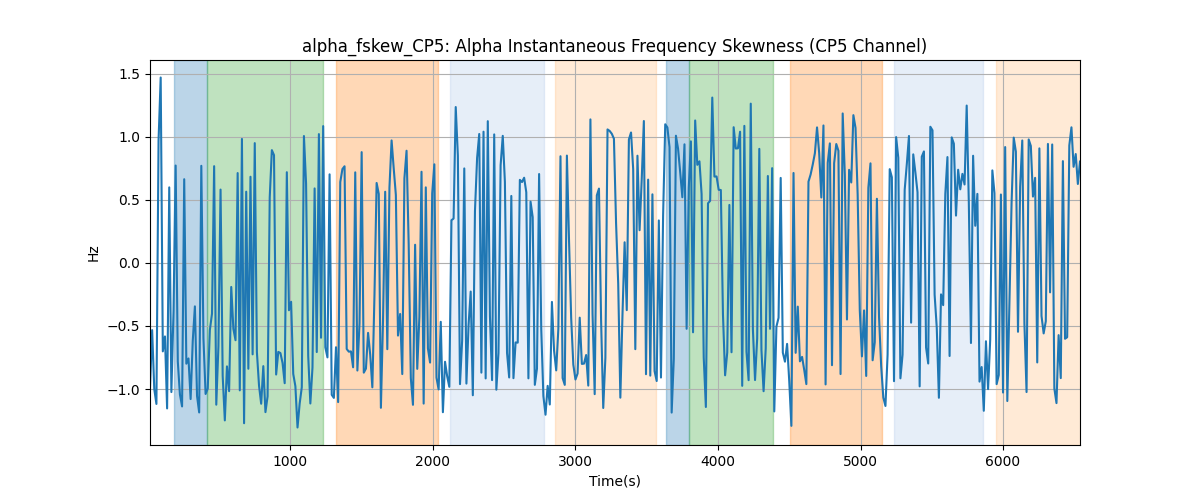 alpha_fskew_CP5: Alpha Instantaneous Frequency Skewness (CP5 Channel)
1.5
1.0
0.5
0.0
−0.5
−1.0
Hz
1000 2000 3000 4000 5000 6000
Time(s)